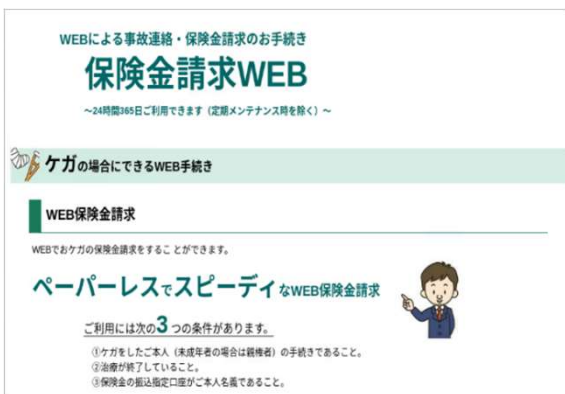 WEBによる事故連絡・保険金請求のお手続き
保険金請求WEB
～24時間365日ご利用できます（定期メンテナンス時を除く）～
ケガの場合にできるWEB手続き
WEB保険金請求
WEBでおケガの保険金請求をすることができます。
ペーパーレスでスピーディなWEB保険金請求
ご利用には次の3つの条件があります。
①ケガをしたご本人（未成年者の場合は親権者）の手続きであること。
②治療が終了していること。
③保険金の振込指定口座がご本人名義であること。